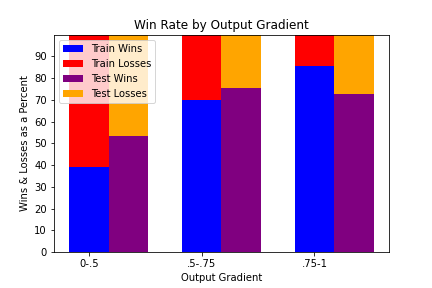 Win Rate by Output Gradient
Train Wins
Train Losses
Test Wins
Test Losses
Wins & Losses as a Percent
90
80
70
60
50
40
30
20
10
0
0-.5
.5-.75
.75-1
Output Gradient